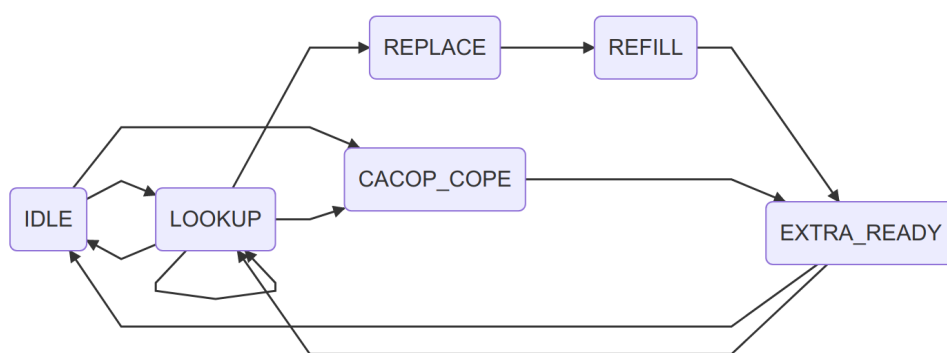 REPLACE
REFILL
CACOP_COPE
IDLE
LOOKUP
EXTRA_READY